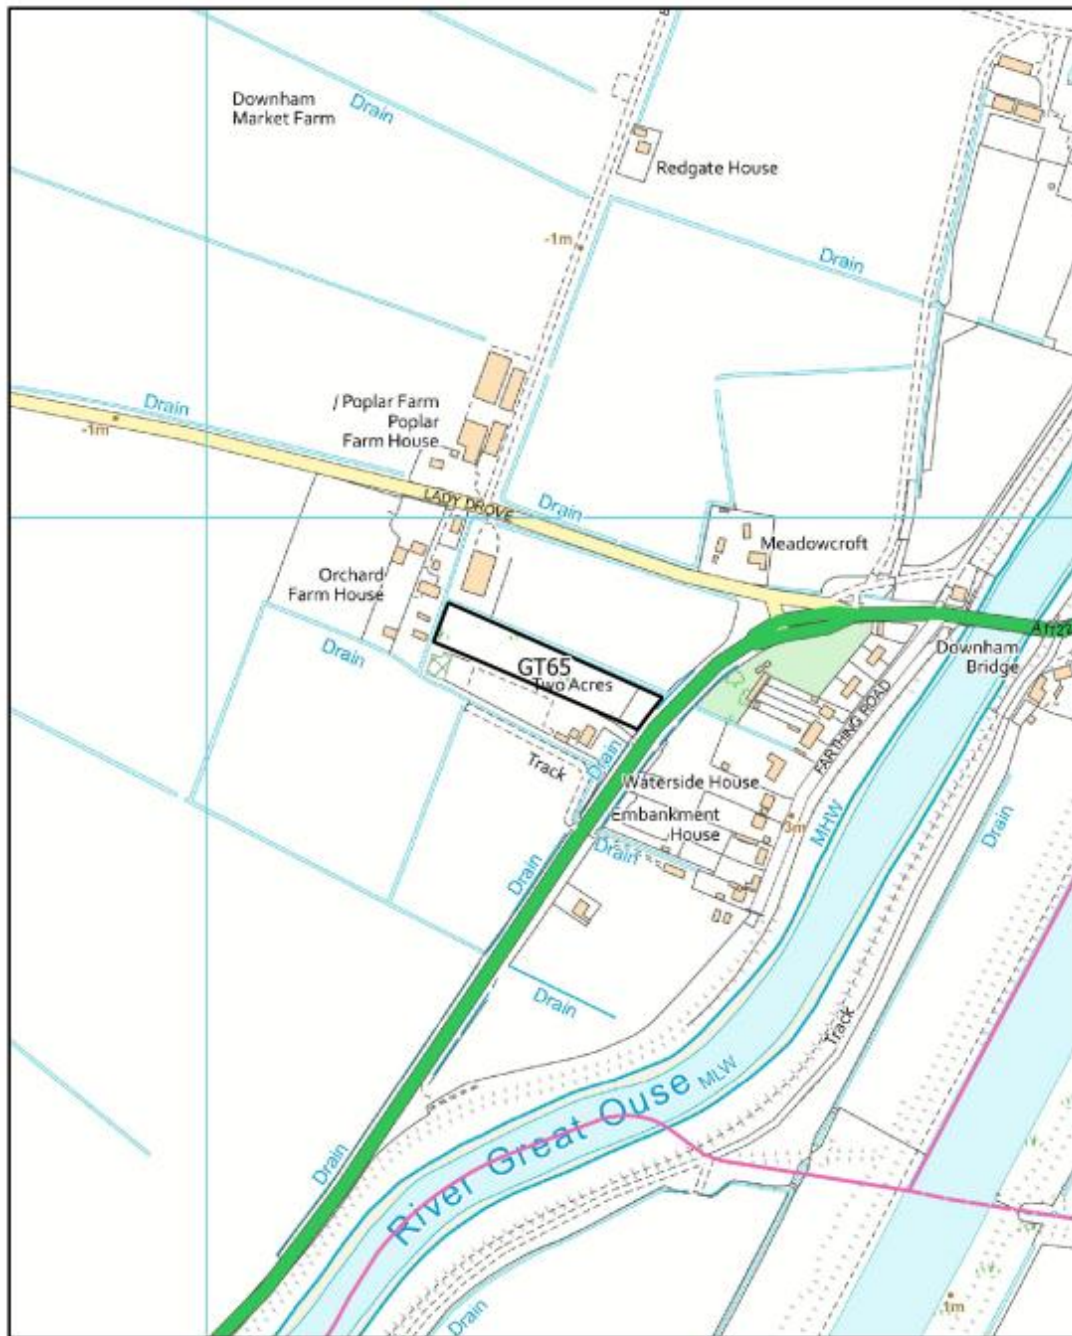 Downham
Market Farm
Drain
Redgate House
-1m
Drain
Drain
-1m
/ Poplar Farm
Poplar
Farm House
LADY DROVE
Drain
Meadowcroft
Orchard
Farm House
Drain
GT65
Two Acres
A1122
Downham
Bridge
FARTHING ROAD
Track
Drain
Waterside House
Embankment
House
3m
MHW
Drain
Drain
Drain
Drain
Track
River Great Ouse
MLW
Drain
Drain
1m